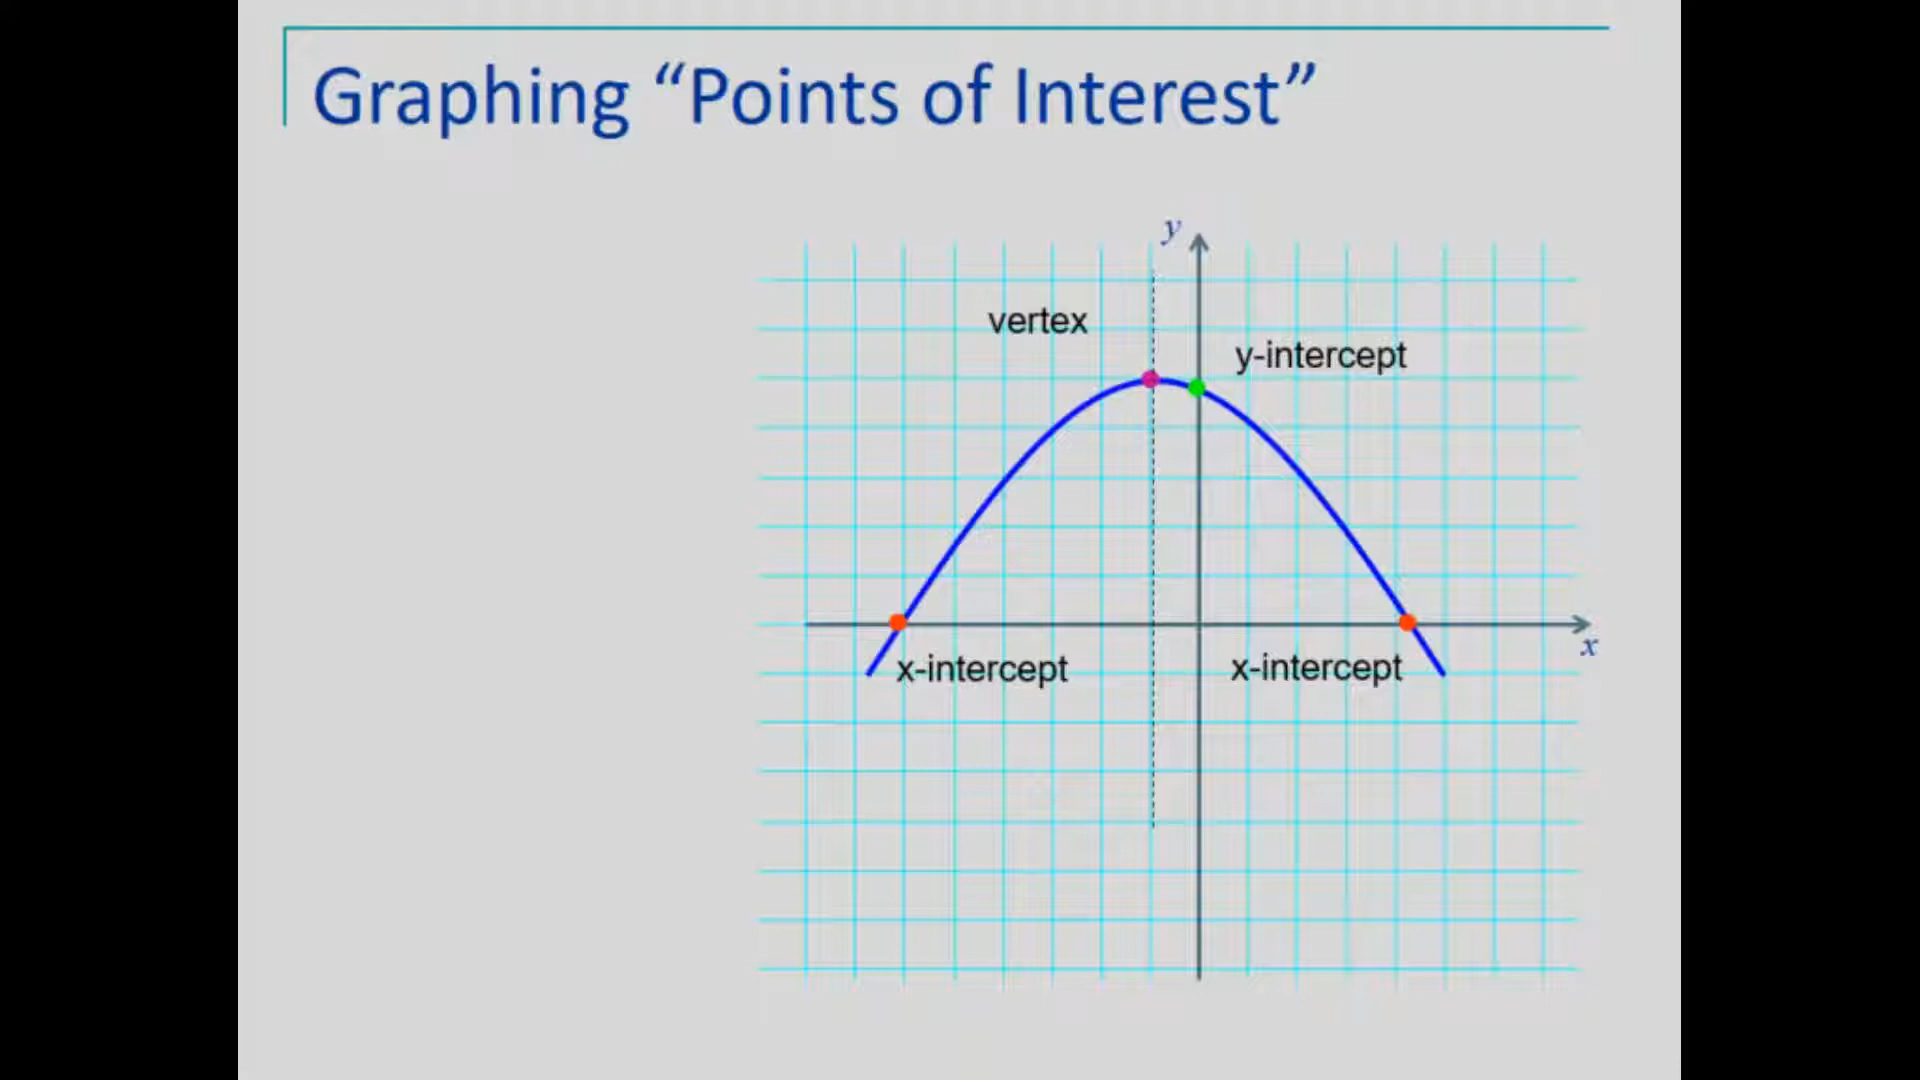 Graphing “Points of Interest”
y
vertex
y-intercept
x
x-intercept
x-intercept